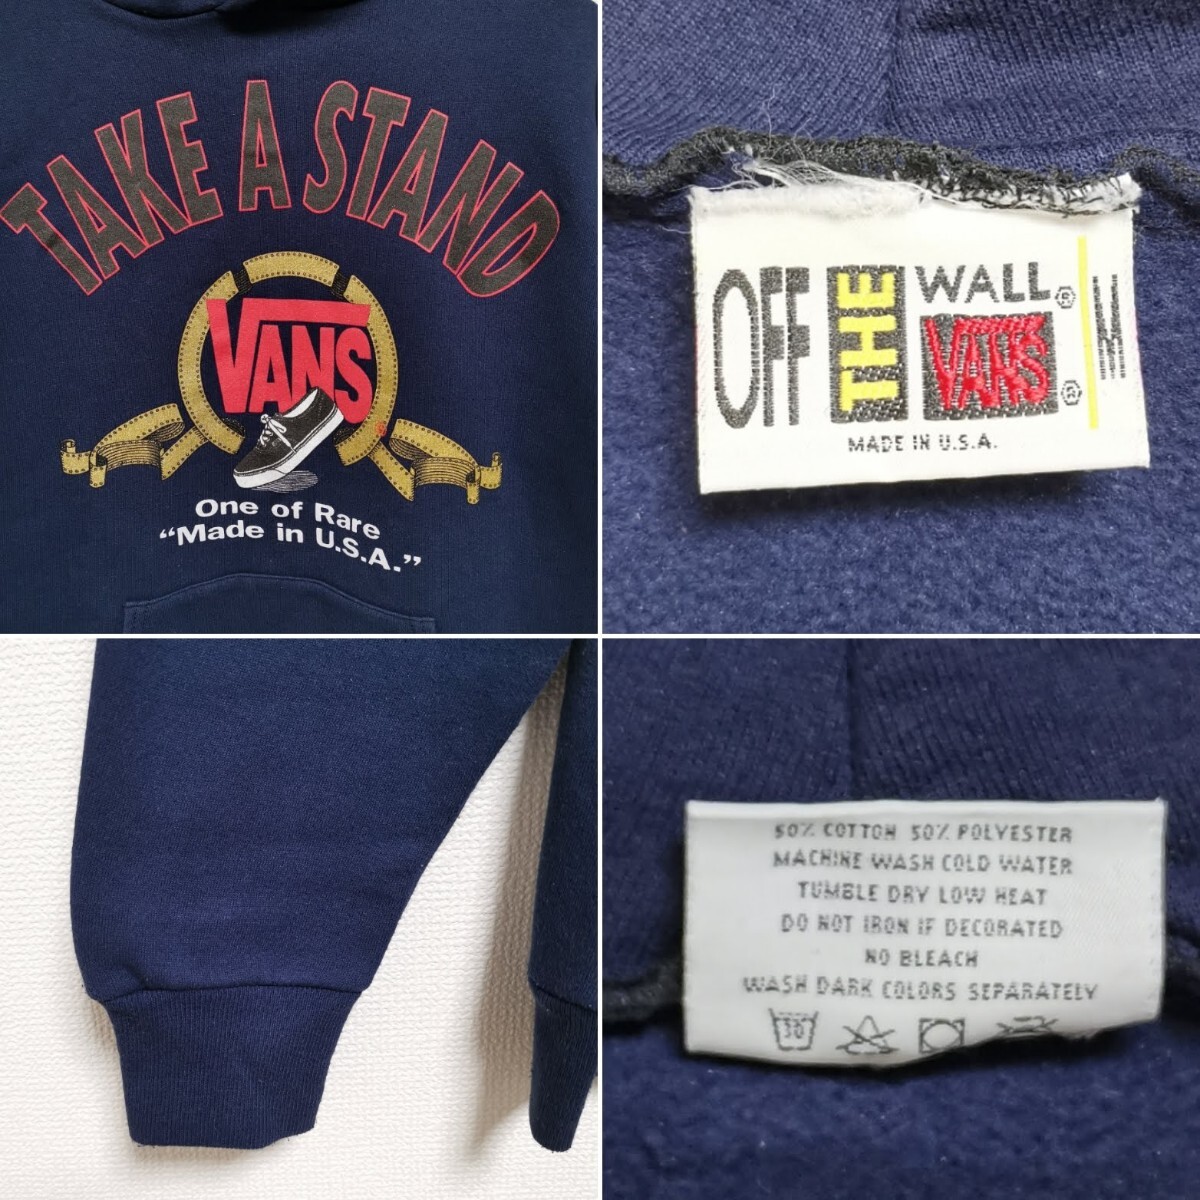 TAKE A STAND
VANS
®
One of Rare
“Made in U.S.A.”
OFF THE WALL®
VANS®
M
MADE IN U.S.A.
50% COTTON 50% POLYESTER
MACHINE WASH COLD WATER
TUMBLE DRY LOW HEAT
DO NOT IRON IF DECORATED
NO BLEACH
WASH DARK COLORS SEPARATELY
30